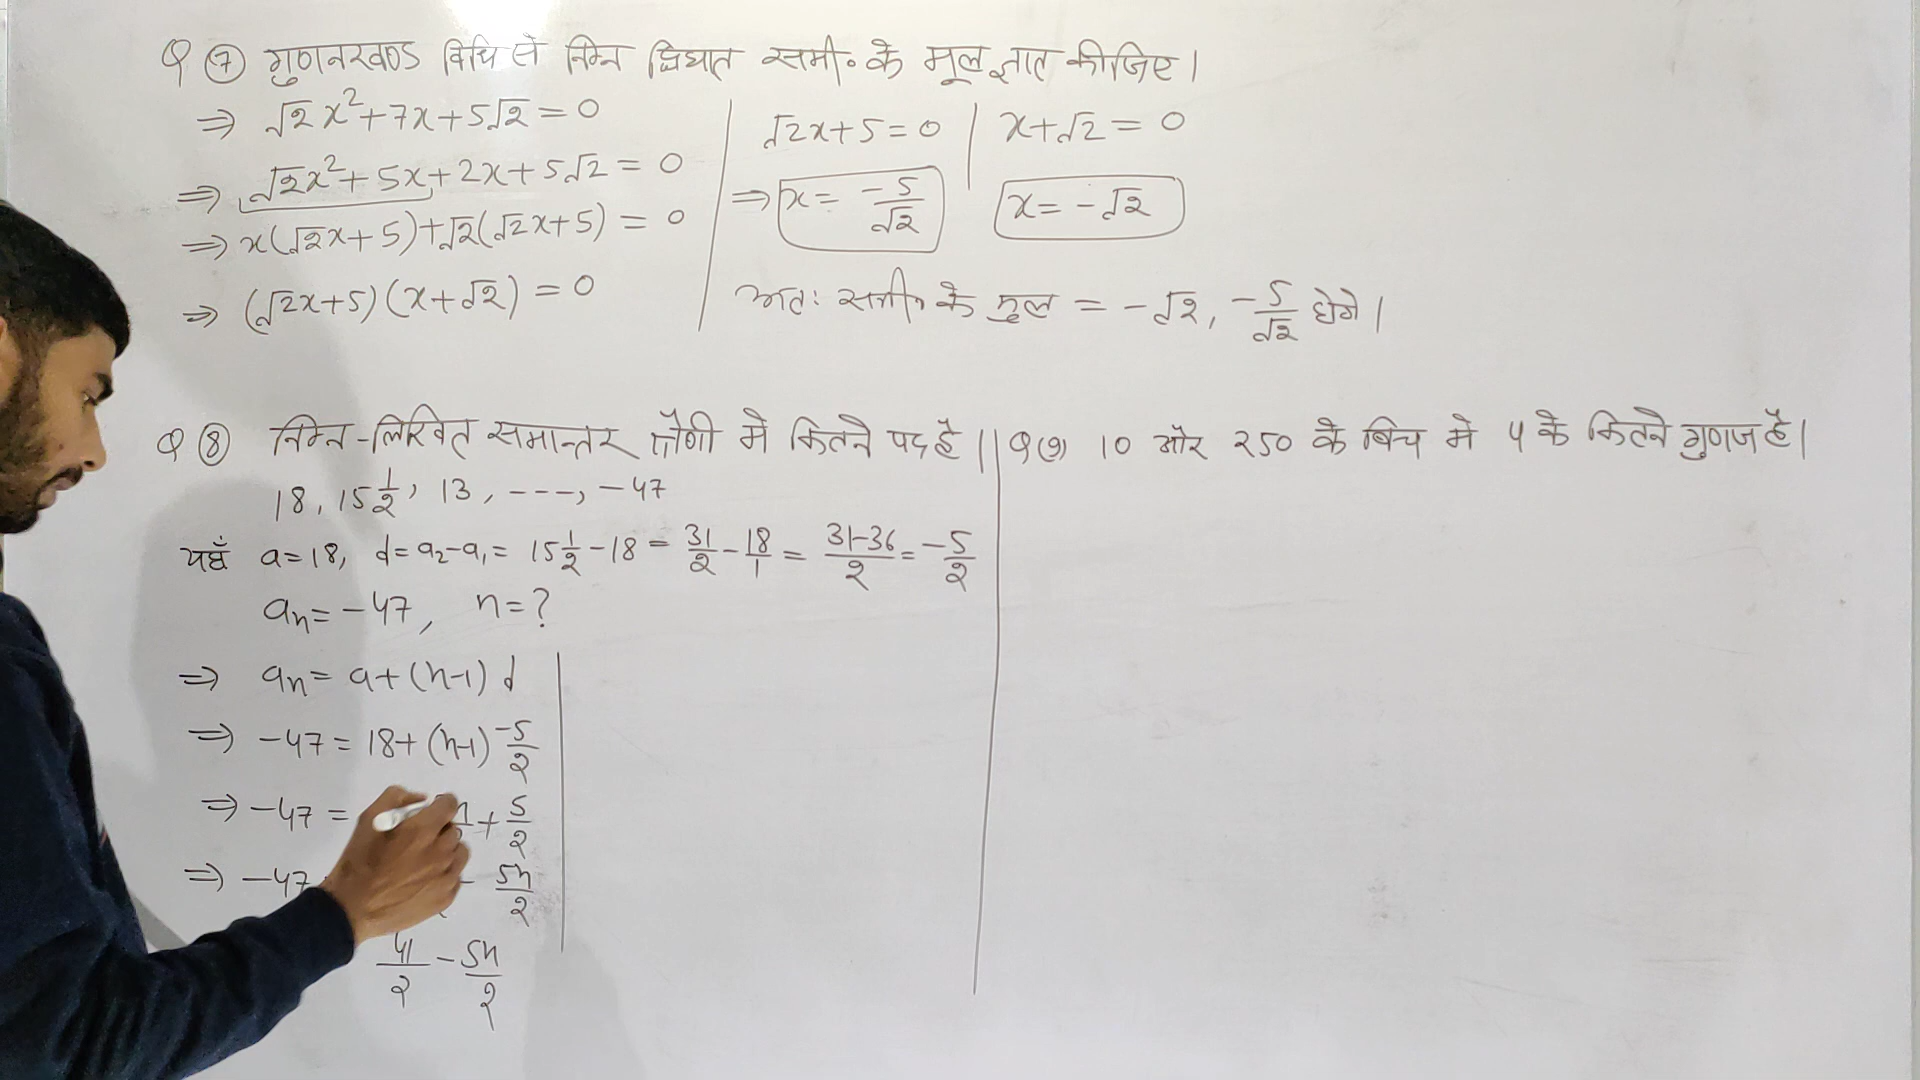 Q ⑦ गुणनखण्ड विधि से निम्न द्विघात समी॰ के मूल ज्ञात कीजिए।
⇒ √2 x² + 7x + 5√2 = 0
⇒ √2x² + 5x + 2x + 5√2 = 0
⇒ x(√2x + 5) + √2(√2x + 5) = 0
⇒ (√2x + 5) (x + √2) = 0
√2x + 5 = 0
⇒ x = -5/√2
x + √2 = 0
x = -√2
अतः समी॰ के मूल = -√2, -5/√2 होगे।
Q ⑧ निम्न-लिखित समान्तर श्रेणी मे कितने पद है।
18, 15 1/2, 13, ---, -47
यहाँ a = 18, d = a₂ - a₁ = 15 1/2 - 18 = 31/2 - 18/1 = 31-36/2 = -5/2
an = -47, n = ?
⇒ an = a + (n-1) d
⇒ -47 = 18 + (n-1) -5/2
⇒ -47 = + 5/2
⇒ -47 - 5n/2
41/2 - 5n/2
Q ⑨ 10 और 250 के बिच मे 4 के कितने गुणज है।